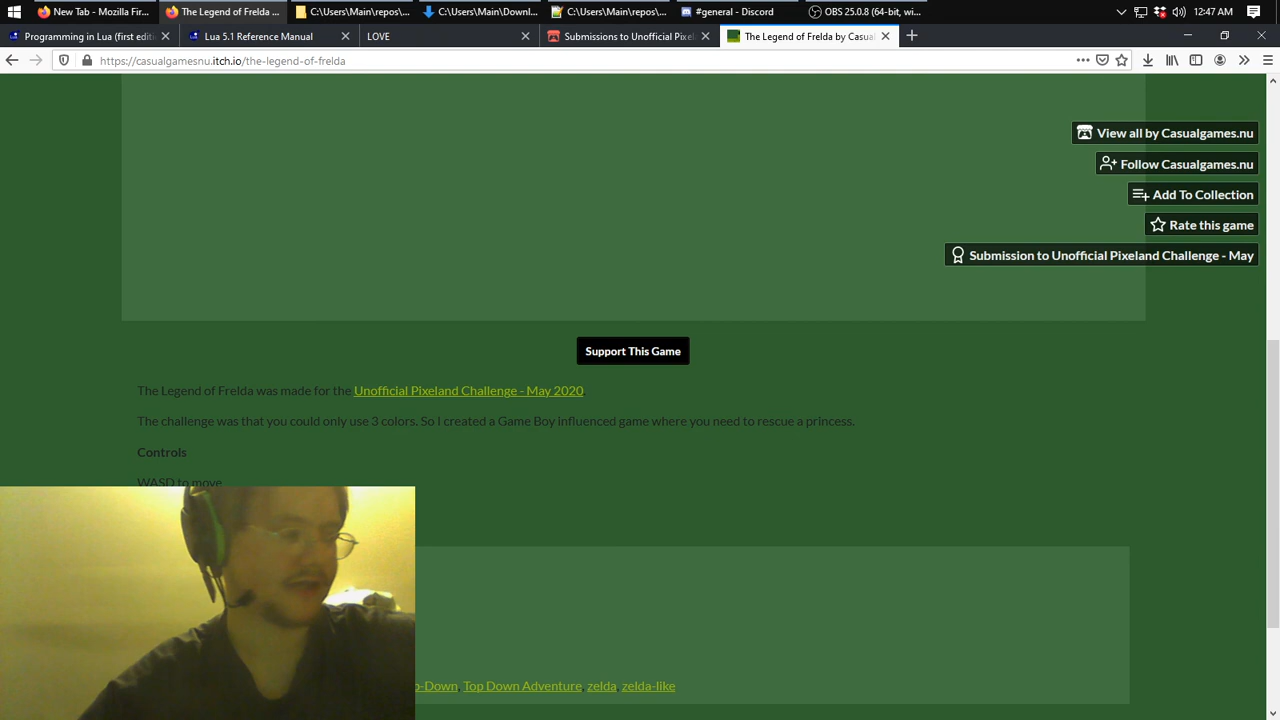 New Tab - Mozilla Fir...
The Legend of Frelda ...
C:\Users\Main\repos\...
C:\Users\Main\Downl...
C:\Users\Main\repos\...
#general - Discord
OBS 25.0.8 (64-bit, wi...
12:47 AM
Programming in Lua (first editi
Lua 5.1 Reference Manual
LOVE
Submissions to Unofficial Pixel
The Legend of Frelda by Casual
https://casualgamesnu.itch.io/the-legend-of-frelda
View all by Casualgames.nu
Follow Casualgames.nu
Add To Collection
Rate this game
Submission to Unofficial Pixeland Challenge - May
Support This Game
The Legend of Frelda was made for the Unofficial Pixeland Challenge - May 2020.
The challenge was that you could only use 3 colors. So I created a Game Boy influenced game where you need to rescue a princess.
Controls
WASD to move
-Down, Top Down Adventure, zelda, zelda-like